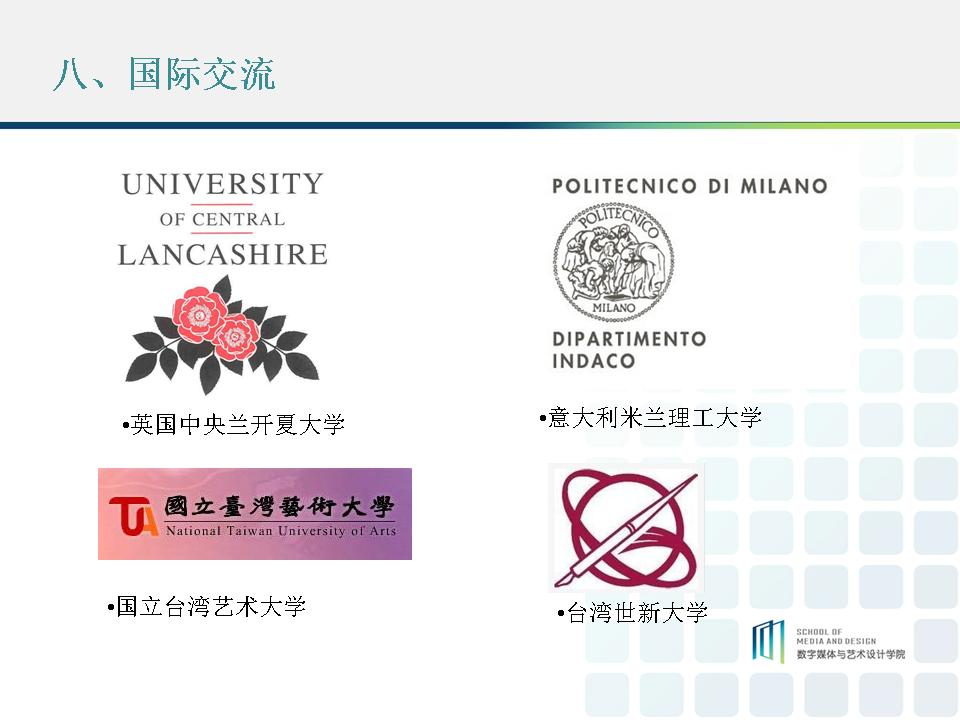 八、国际交流
UNIVERSITY
OF CENTRAL
LANCASHIRE
•英国中央兰开夏大学
POLITECNICO DI MILANO
POLITECNICO
MILANO
DIPARTIMENTO
INDACO
•意大利米兰理工大学
TUA
國立臺灣藝術大學
National Taiwan University of Arts
•国立台湾艺术大学
•台湾世新大学
SCHOOL OF
MEDIA AND DESIGN
数字媒体与艺术设计学院